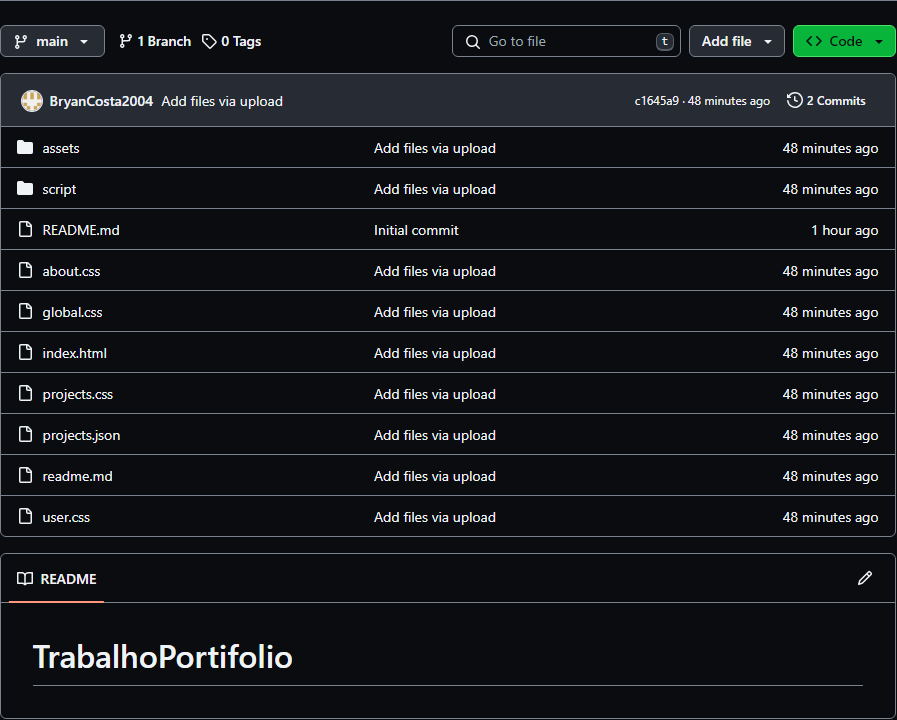 main 1 Branch 0 Tags Go to file t Add file Code
BryanCosta2004 Add files via upload c1645a9 · 48 minutes ago 2 Commits
assets Add files via upload 48 minutes ago
script Add files via upload 48 minutes ago
README.md Initial commit 1 hour ago
about.css Add files via upload 48 minutes ago
global.css Add files via upload 48 minutes ago
index.html Add files via upload 48 minutes ago
projects.css Add files via upload 48 minutes ago
projects.json Add files via upload 48 minutes ago
readme.md Add files via upload 48 minutes ago
user.css Add files via upload 48 minutes ago
README
TrabalhoPortifolio